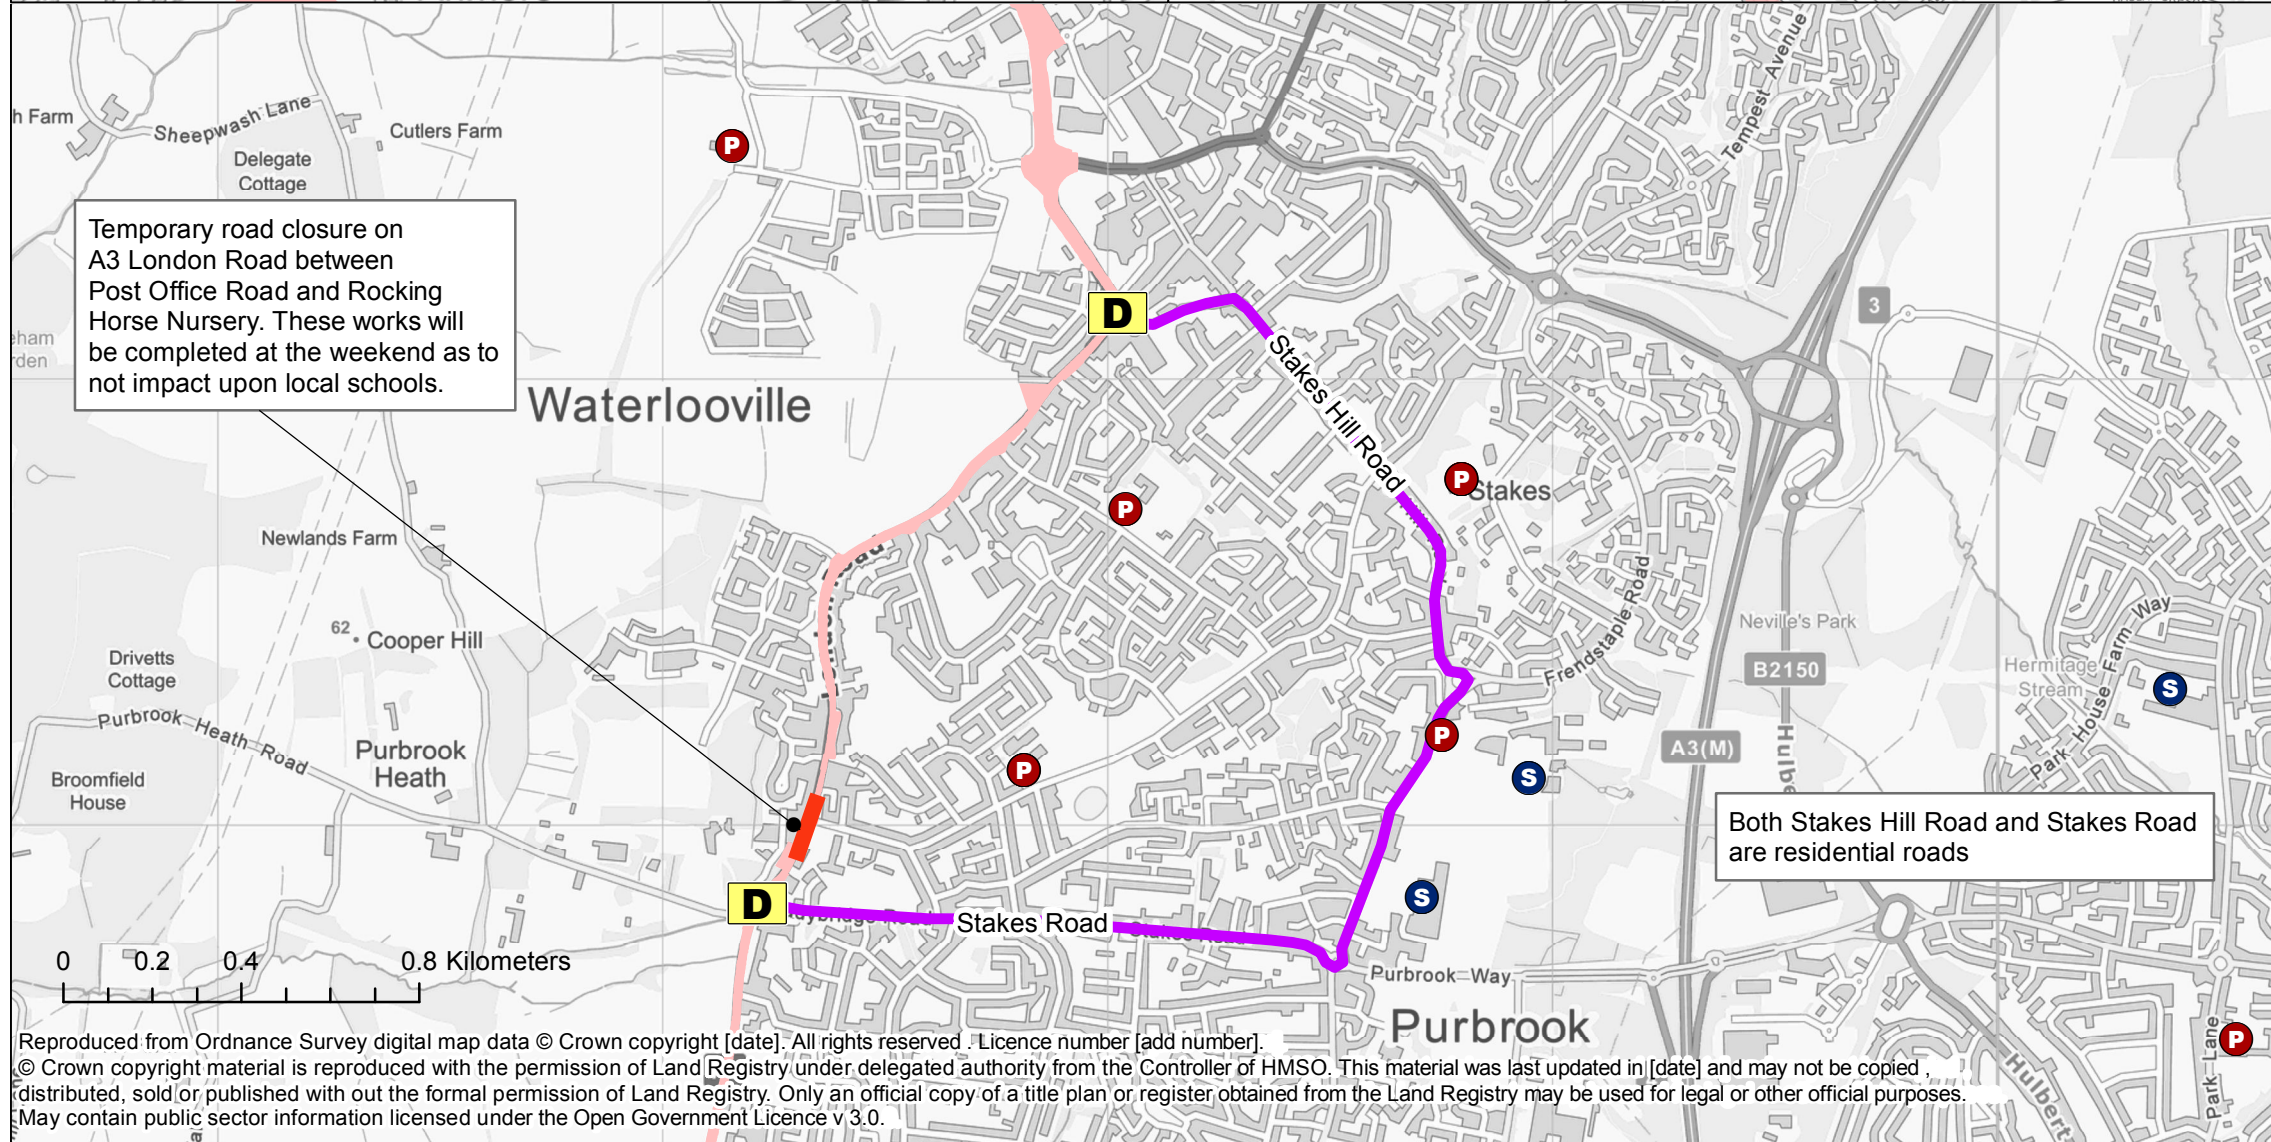 h Farm
Sheepwash Lane
Cutlers Farm
Delegate
Cottage
P
Tempest Avenue
Temporary road closure on
A3 London Road between
Post Office Road and Rocking
Horse Nursery. These works will
be completed at the weekend as to
not impact upon local schools.
eham
rden
D
3
Waterlooville
Stakes Hill Road
P
Stakes
P
Newlands Farm
62
Cooper Hill
Drivetts
Cottage
Purbrook Heath Road
Purbrook
Heath
Broomfield
House
Frendstaple Road
Neville's Park
B2150
Hermitage
Stream
Park House Farm Way
S
P
A3(M)
P
S
Both Stakes Hill Road and Stakes Road
are residential roads
S
D
Stakes Road
Stakes Road
Purbrook Way
0 0.2 0.4 0.8 Kilometers
Purbrook
P
Park Lane
Hulbert
Reproduced from Ordnance Survey digital map data © Crown copyright [date]. All rights reserved . Licence number [add number].
© Crown copyright material is reproduced with the permission of Land Registry under delegated authority from the Controller of HMSO. This material was last updated in [date] and may not be copied ,
distributed, sold or published with out the formal permission of Land Registry. Only an official copy of a title plan or register obtained from the Land Registry may be used for legal or other official purposes.
May contain public sector information licensed under the Open Government Licence v 3.0.